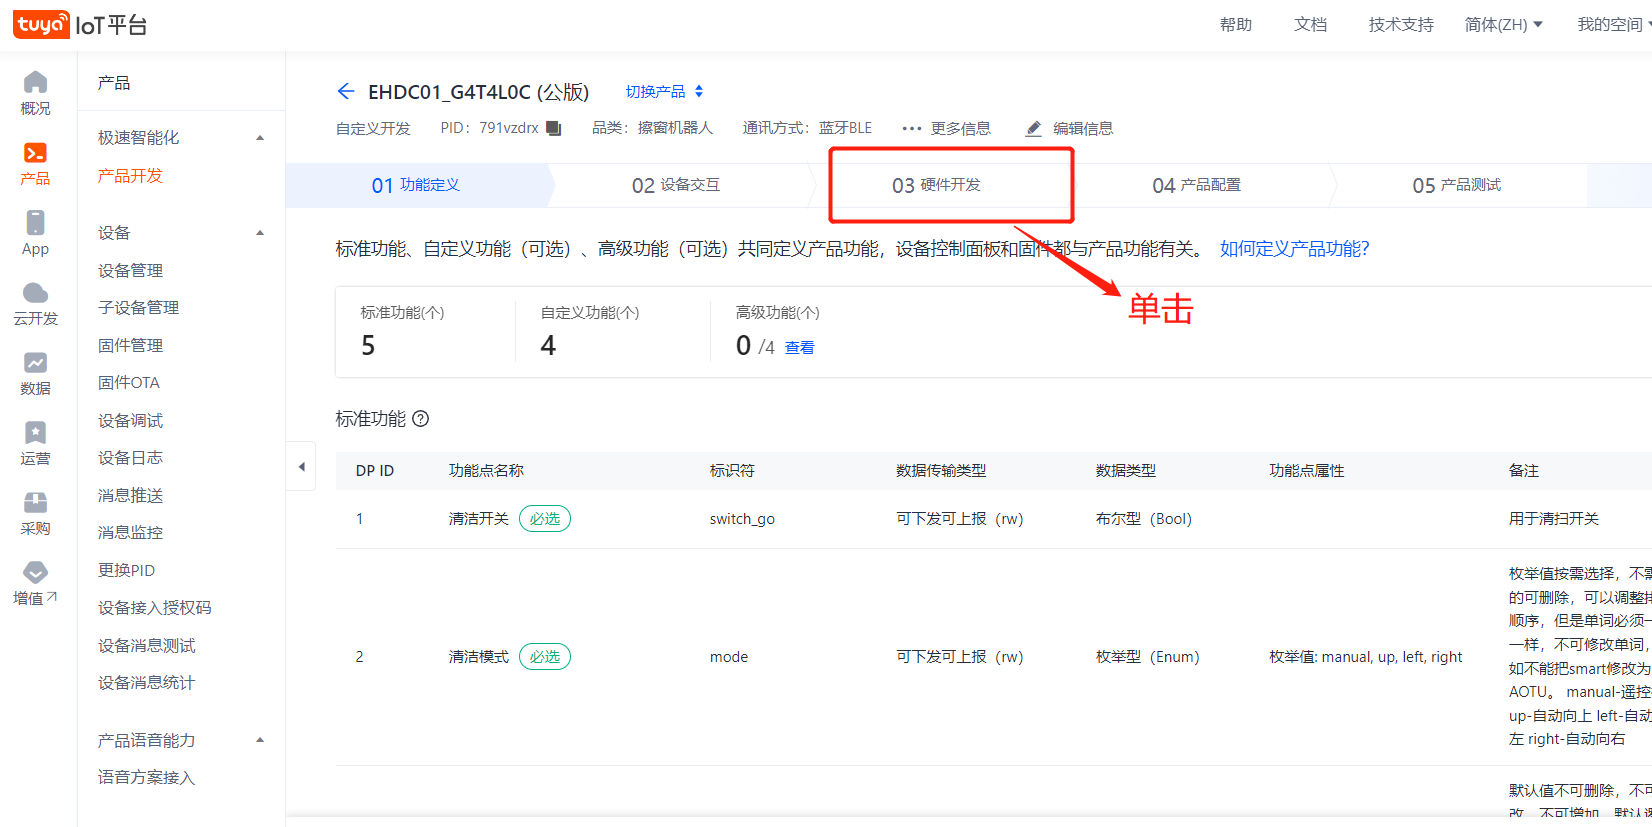 tuya IoT平台
帮助 文档 技术支持 简体(ZH) 我的空间
概况
产品
App
云开发
数据
运营
采购
增值
产品
极速智能化
产品开发
设备
设备管理
子设备管理
固件管理
固件OTA
设备调试
设备日志
消息推送
消息监控
更换PID
设备接入授权码
设备消息测试
设备消息统计
产品语音能力
语音方案接入
EHDC01_G4T4L0C (公版) 切换产品
自定义开发 PID：791vzdrx 品类：擦窗机器人 通讯方式：蓝牙BLE 更多信息 编辑信息
01 功能定义 02 设备交互 03 硬件开发 04 产品配置 05 产品测试
标准功能、自定义功能（可选）、高级功能（可选）共同定义产品功能，设备控制面板和固件都与产品功能有关。 如何定义产品功能?
单击
标准功能(个) 自定义功能(个) 高级功能(个)
5 4 0 /4 查看
标准功能
DP ID 功能点名称 标识符 数据传输类型 数据类型 功能点属性 备注
1 清洁开关 必选 switch_go 可下发可上报（rw） 布尔型（Bool） 用于清扫开关
2 清洁模式 必选 mode 可下发可上报（rw） 枚举型（Enum） 枚举值: manual, up, left, right
枚举值按需选择，不
的可删除，可以调整
顺序，但是单词必须一
一样，不可修改单词，
如不能把smart修改为
AOTU。 manual-遥控
up-自动向上 left-自动
左 right-自动向右
默认值不可删除，不可
改，不可增加，默认